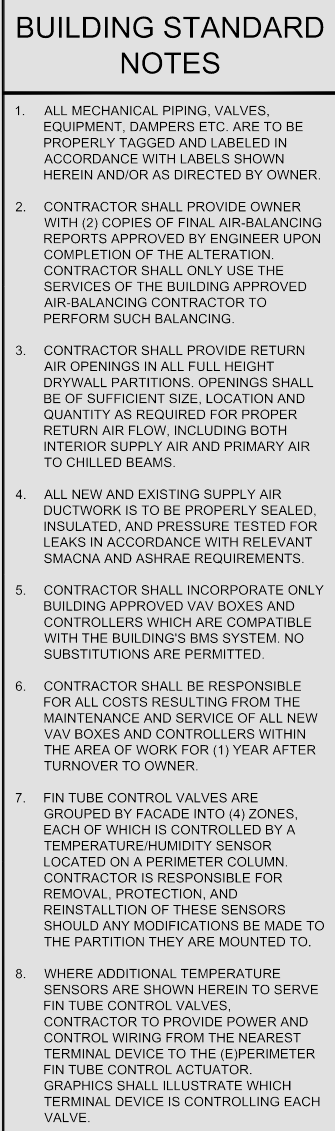 BUILDING STANDARD
NOTES
1. ALL MECHANICAL PIPING, VALVES,
EQUIPMENT, DAMPERS ETC. ARE TO BE
PROPERLY TAGGED AND LABELED IN
ACCORDANCE WITH LABELS SHOWN
HEREIN AND/OR AS DIRECTED BY OWNER.
2. CONTRACTOR SHALL PROVIDE OWNER
WITH (2) COPIES OF FINAL AIR-BALANCING
REPORTS APPROVED BY ENGINEER UPON
COMPLETION OF THE ALTERATION.
CONTRACTOR SHALL ONLY USE THE
SERVICES OF THE BUILDING APPROVED
AIR-BALANCING CONTRACTOR TO
PERFORM SUCH BALANCING.
3. CONTRACTOR SHALL PROVIDE RETURN
AIR OPENINGS IN ALL FULL HEIGHT
DRYWALL PARTITIONS. OPENINGS SHALL
BE OF SUFFICIENT SIZE, LOCATION AND
QUANTITY AS REQUIRED FOR PROPER
RETURN AIR FLOW, INCLUDING BOTH
INTERIOR SUPPLY AIR AND PRIMARY AIR
TO CHILLED BEAMS.
4. ALL NEW AND EXISTING SUPPLY AIR
DUCTWORK IS TO BE PROPERLY SEALED,
INSULATED, AND PRESSURE TESTED FOR
LEAKS IN ACCORDANCE WITH RELEVANT
SMACNA AND ASHRAE REQUIREMENTS.
5. CONTRACTOR SHALL INCORPORATE ONLY
BUILDING APPROVED VAV BOXES AND
CONTROLLERS WHICH ARE COMPATIBLE
WITH THE BUILDING'S BMS SYSTEM. NO
SUBSTITUTIONS ARE PERMITTED.
6. CONTRACTOR SHALL BE RESPONSIBLE
FOR ALL COSTS RESULTING FROM THE
MAINTENANCE AND SERVICE OF ALL NEW
VAV BOXES AND CONTROLLERS WITHIN
THE AREA OF WORK FOR (1) YEAR AFTER
TURNOVER TO OWNER.
7. FIN TUBE CONTROL VALVES ARE
GROUPED BY FACADE INTO (4) ZONES,
EACH OF WHICH IS CONTROLLED BY A
TEMPERATURE/HUMIDITY SENSOR
LOCATED ON A PERIMETER COLUMN.
CONTRACTOR IS RESPONSIBLE FOR
REMOVAL, PROTECTION, AND
REINSTALLTION OF THESE SENSORS
SHOULD ANY MODIFICATIONS BE MADE TO
THE PARTITION THEY ARE MOUNTED TO.
8. WHERE ADDITIONAL TEMPERATURE
SENSORS ARE SHOWN HEREIN TO SERVE
FIN TUBE CONTROL VALVES,
CONTRACTOR TO PROVIDE POWER AND
CONTROL WIRING FROM THE NEAREST
TERMINAL DEVICE TO THE (E)PERIMETER
FIN TUBE CONTROL ACTUATOR.
GRAPHICS SHALL ILLUSTRATE WHICH
TERMINAL DEVICE IS CONTROLLING EACH
VALVE.